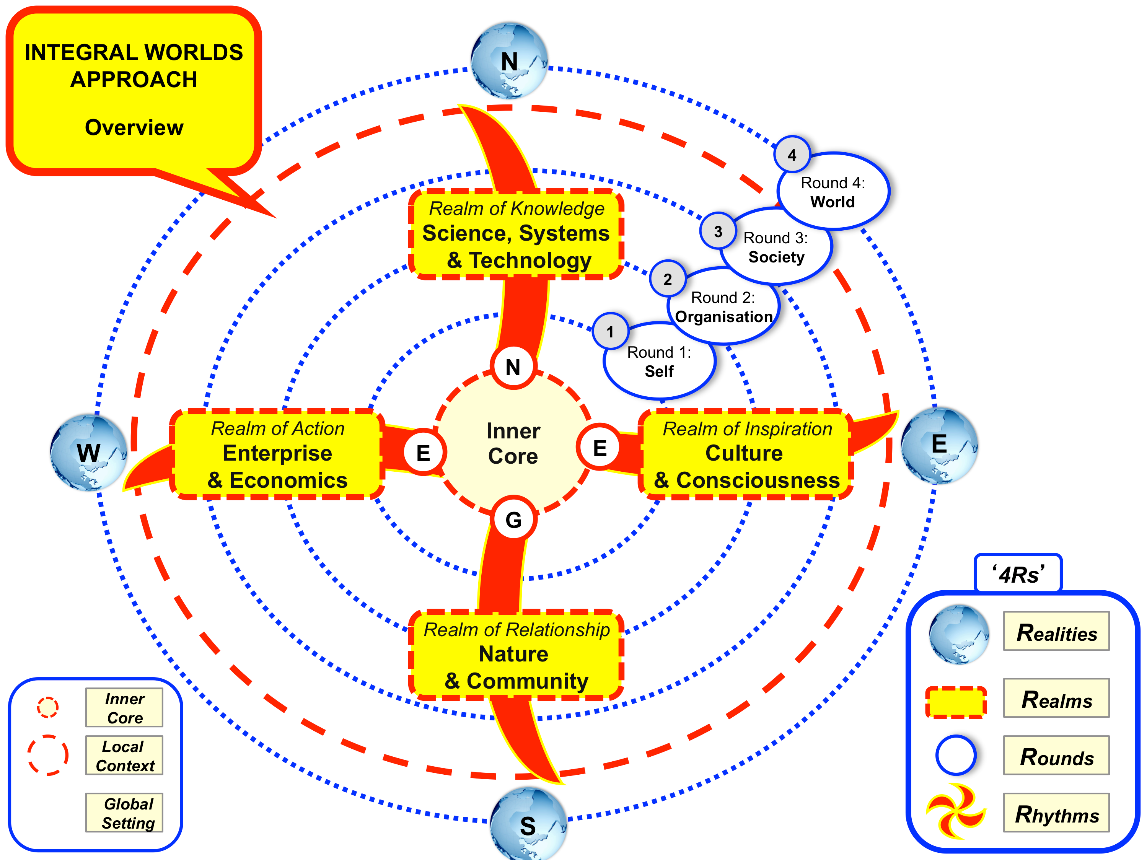 INTEGRAL WORLDS
APPROACH
Overview
N
4
Round 4:
World
3
Round 3:
Society
2
Round 2:
Organisation
1
Round 1:
Self
Realm of Knowledge
Science, Systems
& Technology
N
W
Realm of Action
Enterprise
& Economics
E
Inner
Core
E
Realm of Inspiration
Culture
& Consciousness
E
G
Realm of Relationship
Nature
& Community
S
Inner
Core
Local
Context
Global
Setting
‘4Rs’
Realities
Realms
Rounds
Rhythms